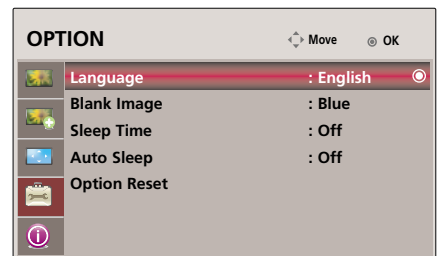 OPTION Move OK
Language : English
Blank Image : Blue
Sleep Time : Off
Auto Sleep : Off
Option Reset